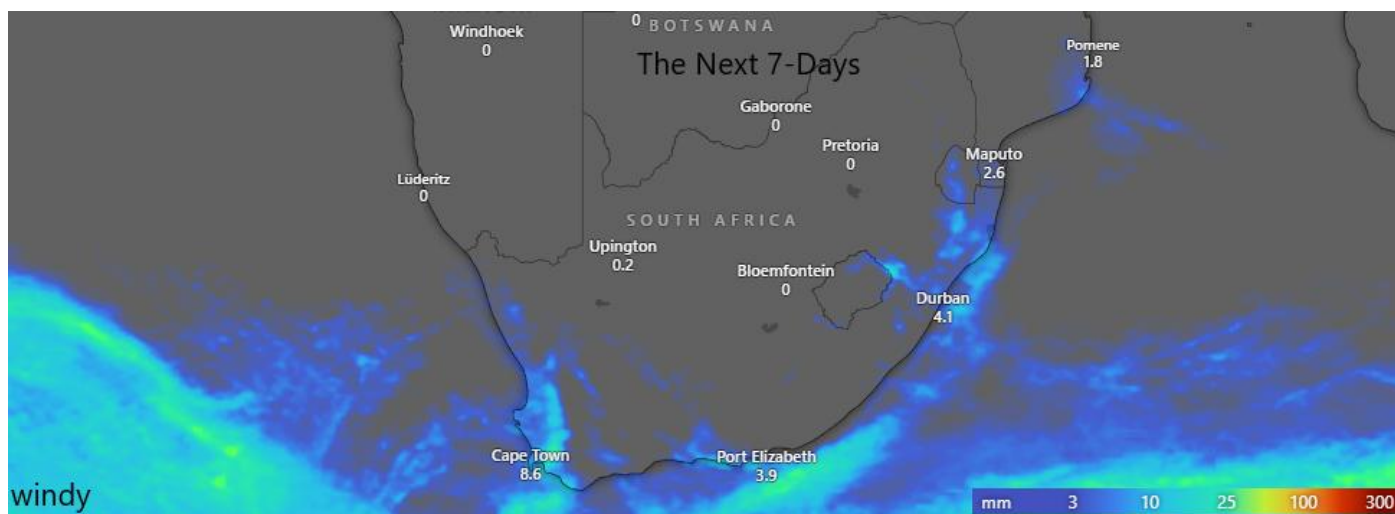 0
BOTSWANA
Windhoek
0
The Next 7-Days
Pomene
1.8
Gaborone
0
Pretoria
0
Maputo
2.6
Lüderitz
0
SOUTH AFRICA
Upington
0.2
Bloemfontein
0
Durban
4.1
Cape Town
8.6
Port Elizabeth
3.9
windy
mm 3 10 25 100 300